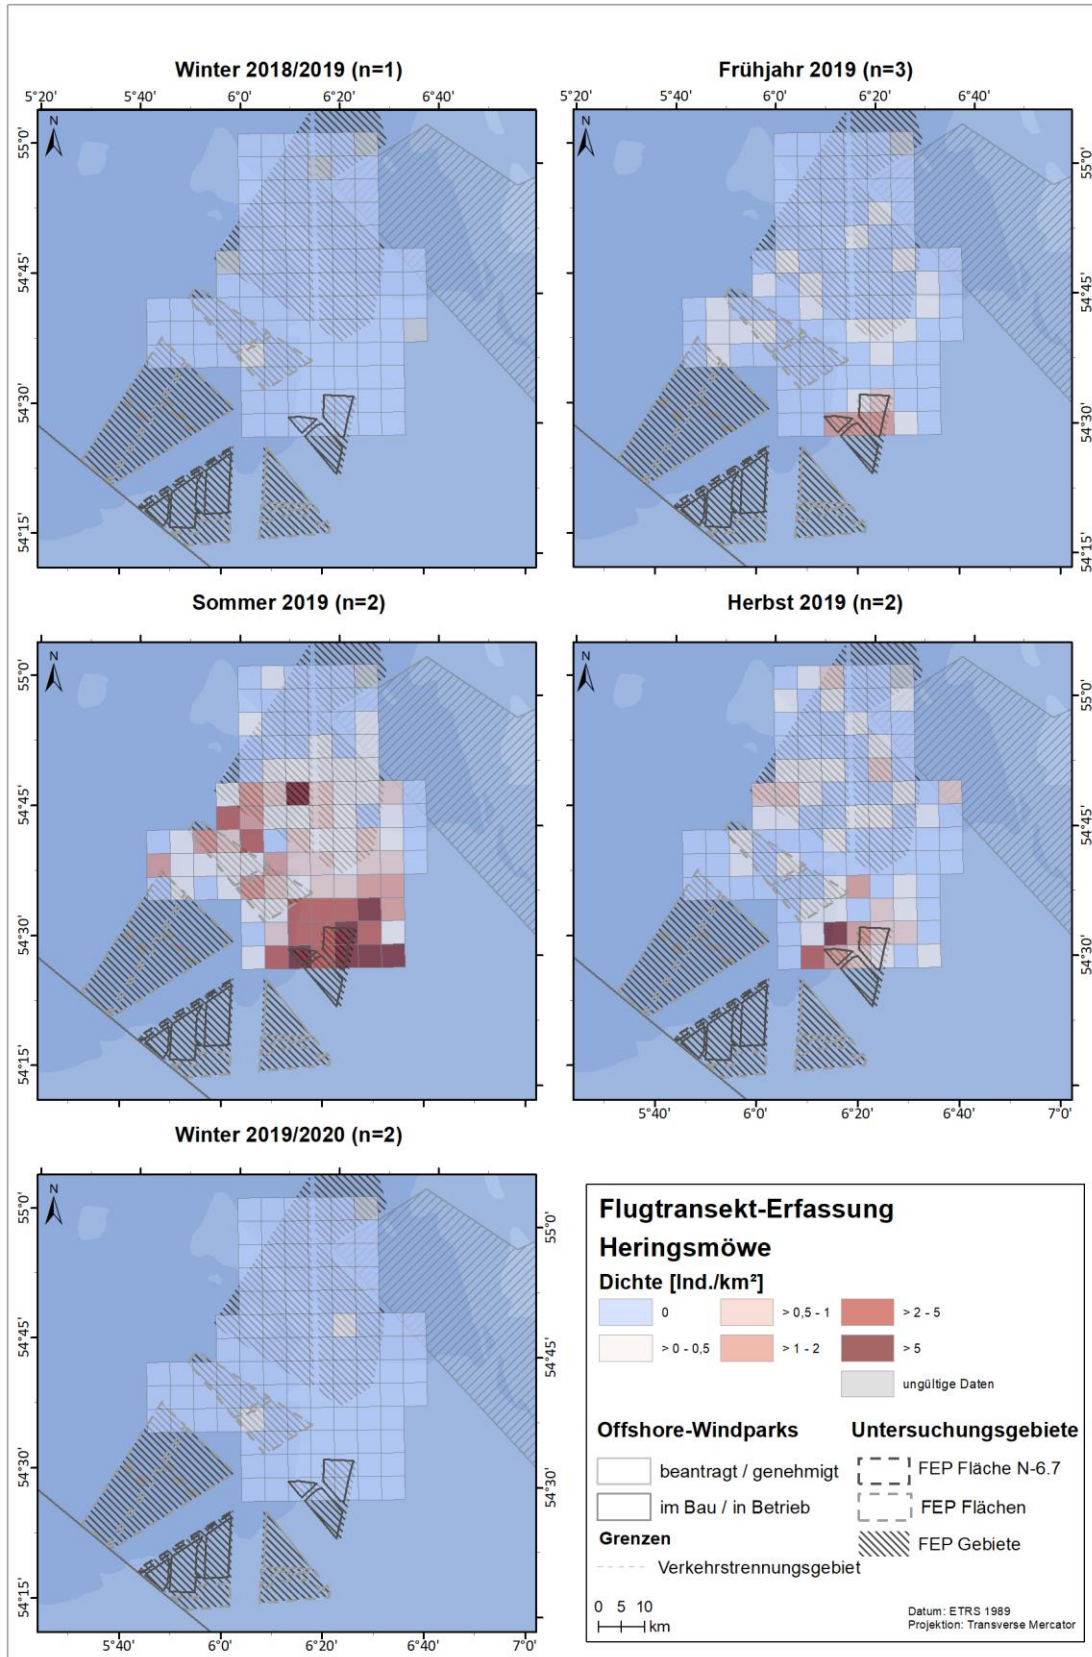 Winter 2018/2019 (n=1)
5°20' 5°40' 6°0' 6°20' 6°40'
N
55°0'
54°45'
54°30'
54°15'
Frühjahr 2019 (n=3)
5°20' 5°40' 6°0' 6°20' 6°40'
N
55°0'
54°45'
54°30'
54°15'
Sommer 2019 (n=2)
N
55°0'
54°45'
54°30'
54°15'
Herbst 2019 (n=2)
N
55°0'
54°45'
54°30'
54°15'
5°40' 6°0' 6°20' 6°40' 7°0'
Winter 2019/2020 (n=2)
N
55°0'
54°45'
54°30'
54°15'
55°0'
54°45'
54°30'
54°15'
5°40' 6°0' 6°20' 6°40' 7°0'
Flugtransekt-Erfassung
Heringsmöwe
Dichte [Ind./km²]
0 > 0,5 - 1 > 2 - 5
> 0 - 0,5 > 1 - 2 > 5
ungültige Daten
Offshore-Windparks
beantragt / genehmigt
im Bau / in Betrieb
Grenzen
Verkehrstrennungsgebiet
Untersuchungsgebiete
FEP Fläche N-6.7
FEP Flächen
FEP Gebiete
0 5 10
km
Datum: ETRS 1989
Projektion: Transverse Mercator